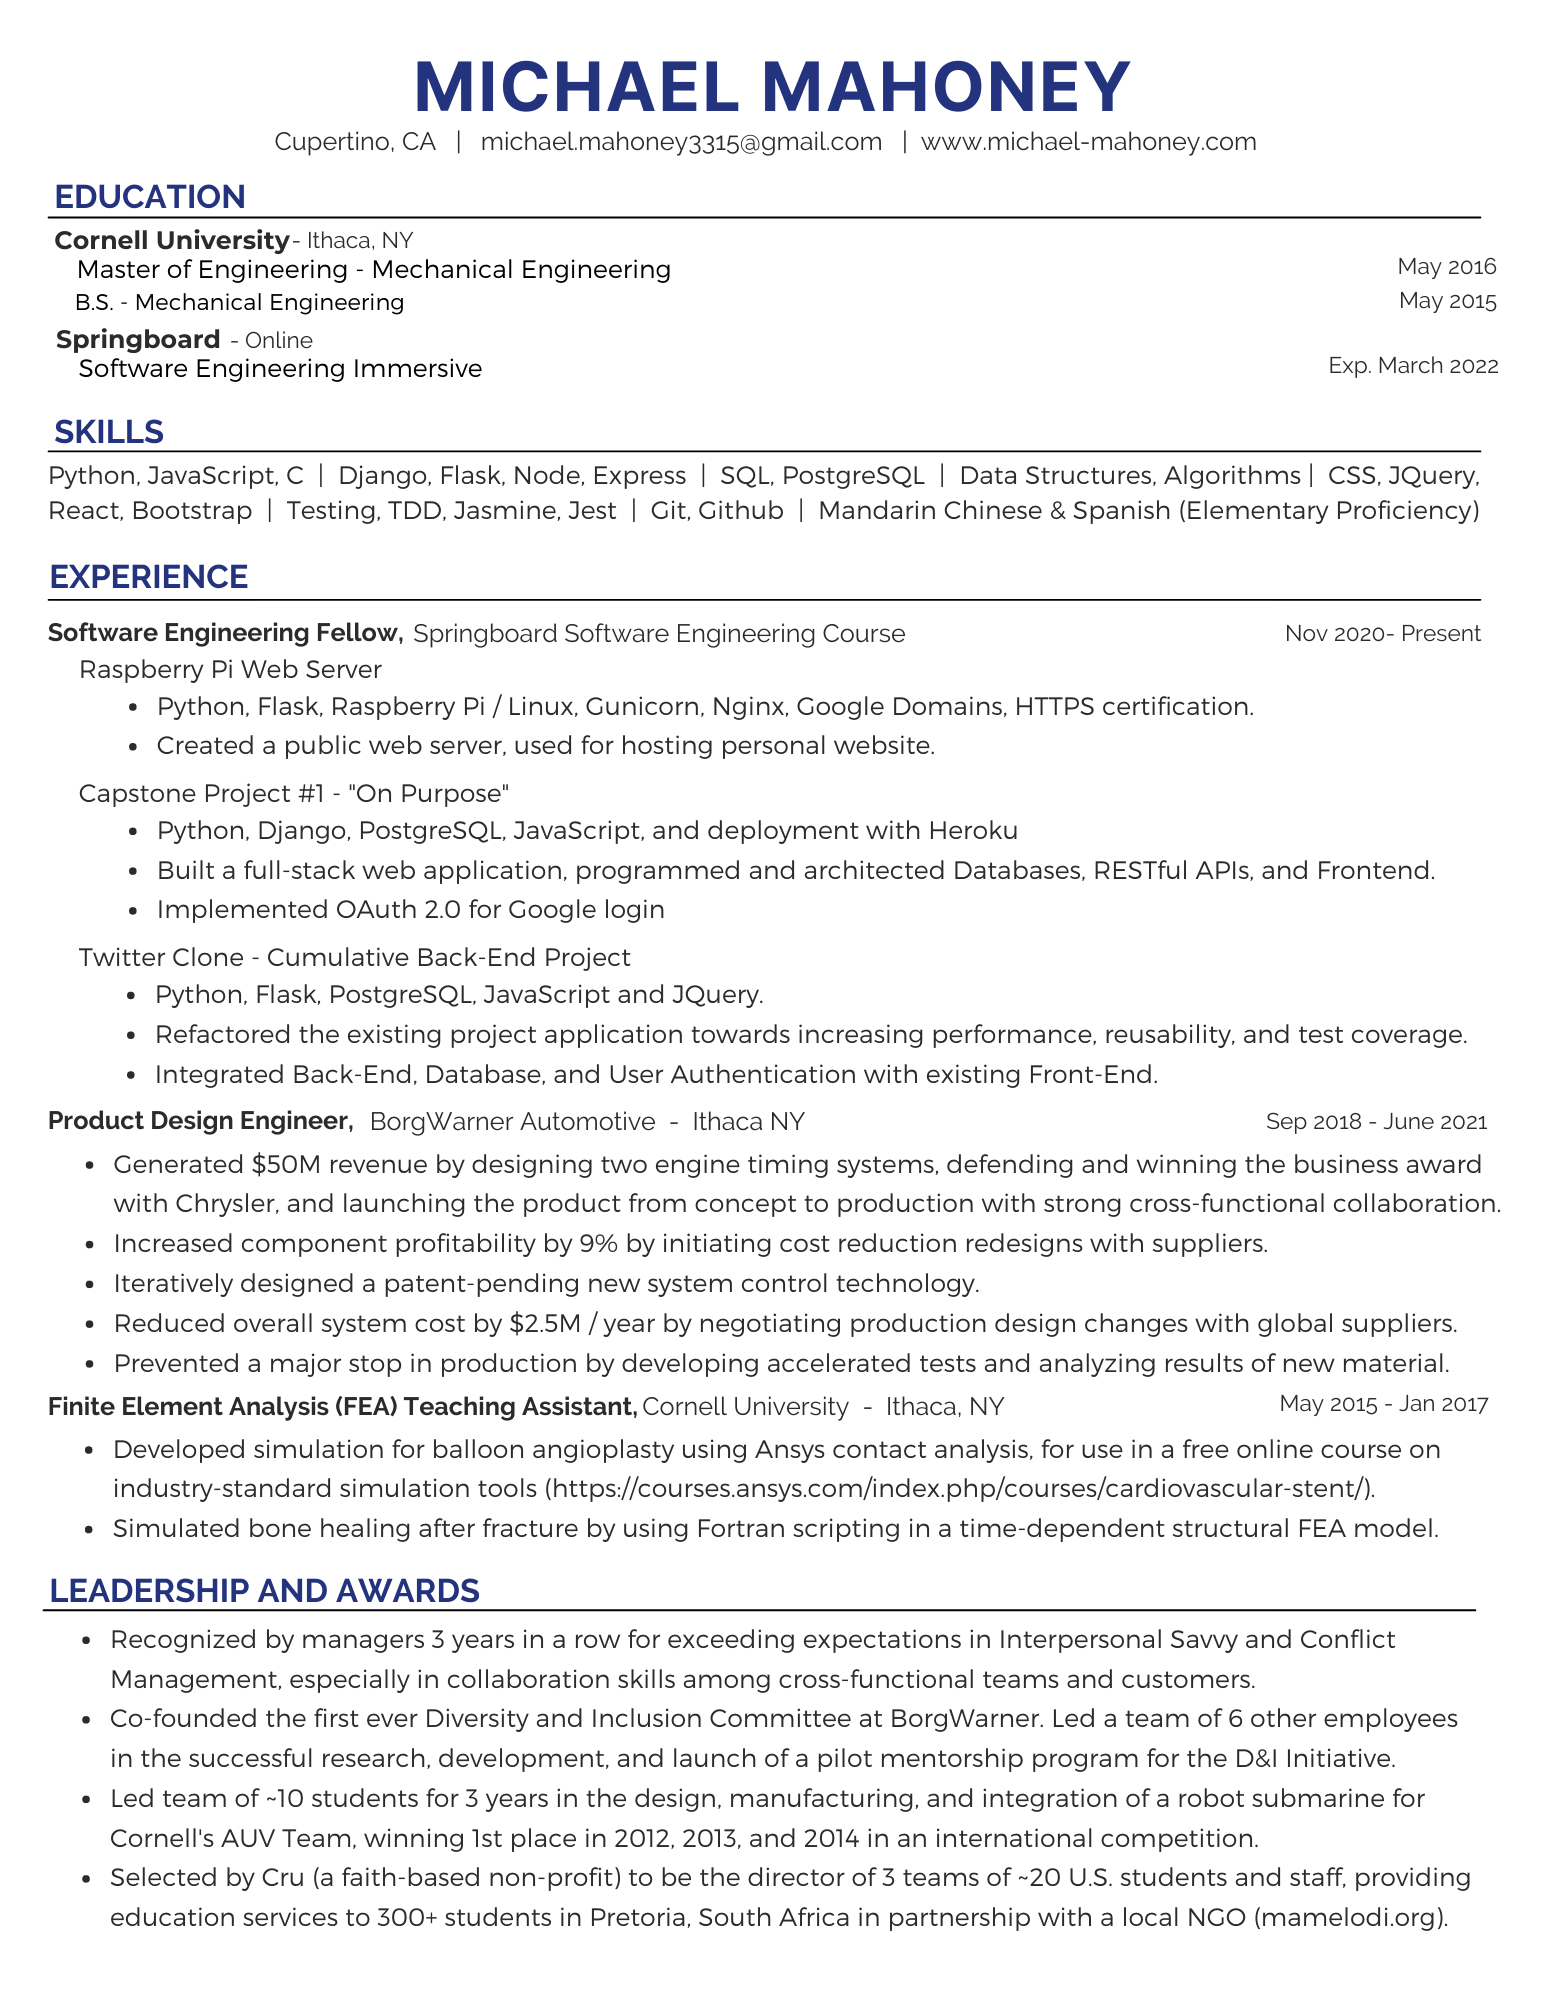 MICHAEL MAHONEY
Cupertino, CA | michael.mahoney3315@gmail.com | www.michael-mahoney.com
EDUCATION
Cornell University - Ithaca, NY
Master of Engineering - Mechanical Engineering May 2016
B.S. - Mechanical Engineering May 2015
Springboard - Online
Software Engineering Immersive Exp. March 2022
SKILLS
Python, JavaScript, C | Django, Flask, Node, Express | SQL, PostgreSQL | Data Structures, Algorithms | CSS, JQuery,
React, Bootstrap | Testing, TDD, Jasmine, Jest | Git, Github | Mandarin Chinese & Spanish (Elementary Proficiency)
EXPERIENCE
Software Engineering Fellow, Springboard Software Engineering Course Nov 2020- Present
Raspberry Pi Web Server
• Python, Flask, Raspberry Pi / Linux, Gunicorn, Nginx, Google Domains, HTTPS certification.
• Created a public web server, used for hosting personal website.
Capstone Project #1 - "On Purpose"
• Python, Django, PostgreSQL, JavaScript, and deployment with Heroku
• Built a full-stack web application, programmed and architected Databases, RESTful APIs, and Frontend.
• Implemented OAuth 2.0 for Google login
Twitter Clone - Cumulative Back-End Project
• Python, Flask, PostgreSQL, JavaScript and JQuery.
• Refactored the existing project application towards increasing performance, reusability, and test coverage.
• Integrated Back-End, Database, and User Authentication with existing Front-End.
Product Design Engineer, BorgWarner Automotive - Ithaca NY Sep 2018 - June 2021
• Generated $50M revenue by designing two engine timing systems, defending and winning the business award
with Chrysler, and launching the product from concept to production with strong cross-functional collaboration.
• Increased component profitability by 9% by initiating cost reduction redesigns with suppliers.
• Iteratively designed a patent-pending new system control technology.
• Reduced overall system cost by $2.5M / year by negotiating production design changes with global suppliers.
• Prevented a major stop in production by developing accelerated tests and analyzing results of new material.
Finite Element Analysis (FEA) Teaching Assistant, Cornell University - Ithaca, NY May 2015 - Jan 2017
• Developed simulation for balloon angioplasty using Ansys contact analysis, for use in a free online course on
industry-standard simulation tools (https://courses.ansys.com/index.php/courses/cardiovascular-stent/).
• Simulated bone healing after fracture by using Fortran scripting in a time-dependent structural FEA model.
LEADERSHIP AND AWARDS
• Recognized by managers 3 years in a row for exceeding expectations in Interpersonal Savvy and Conflict
Management, especially in collaboration skills among cross-functional teams and customers.
• Co-founded the first ever Diversity and Inclusion Committee at BorgWarner. Led a team of 6 other employees
in the successful research, development, and launch of a pilot mentorship program for the D&I Initiative.
• Led team of ~10 students for 3 years in the design, manufacturing, and integration of a robot submarine for
Cornell's AUV Team, winning 1st place in 2012, 2013, and 2014 in an international competition.
• Selected by Cru (a faith-based non-profit) to be the director of 3 teams of ~20 U.S. students and staff, providing
education services to 300+ students in Pretoria, South Africa in partnership with a local NGO (mamelodi.org).